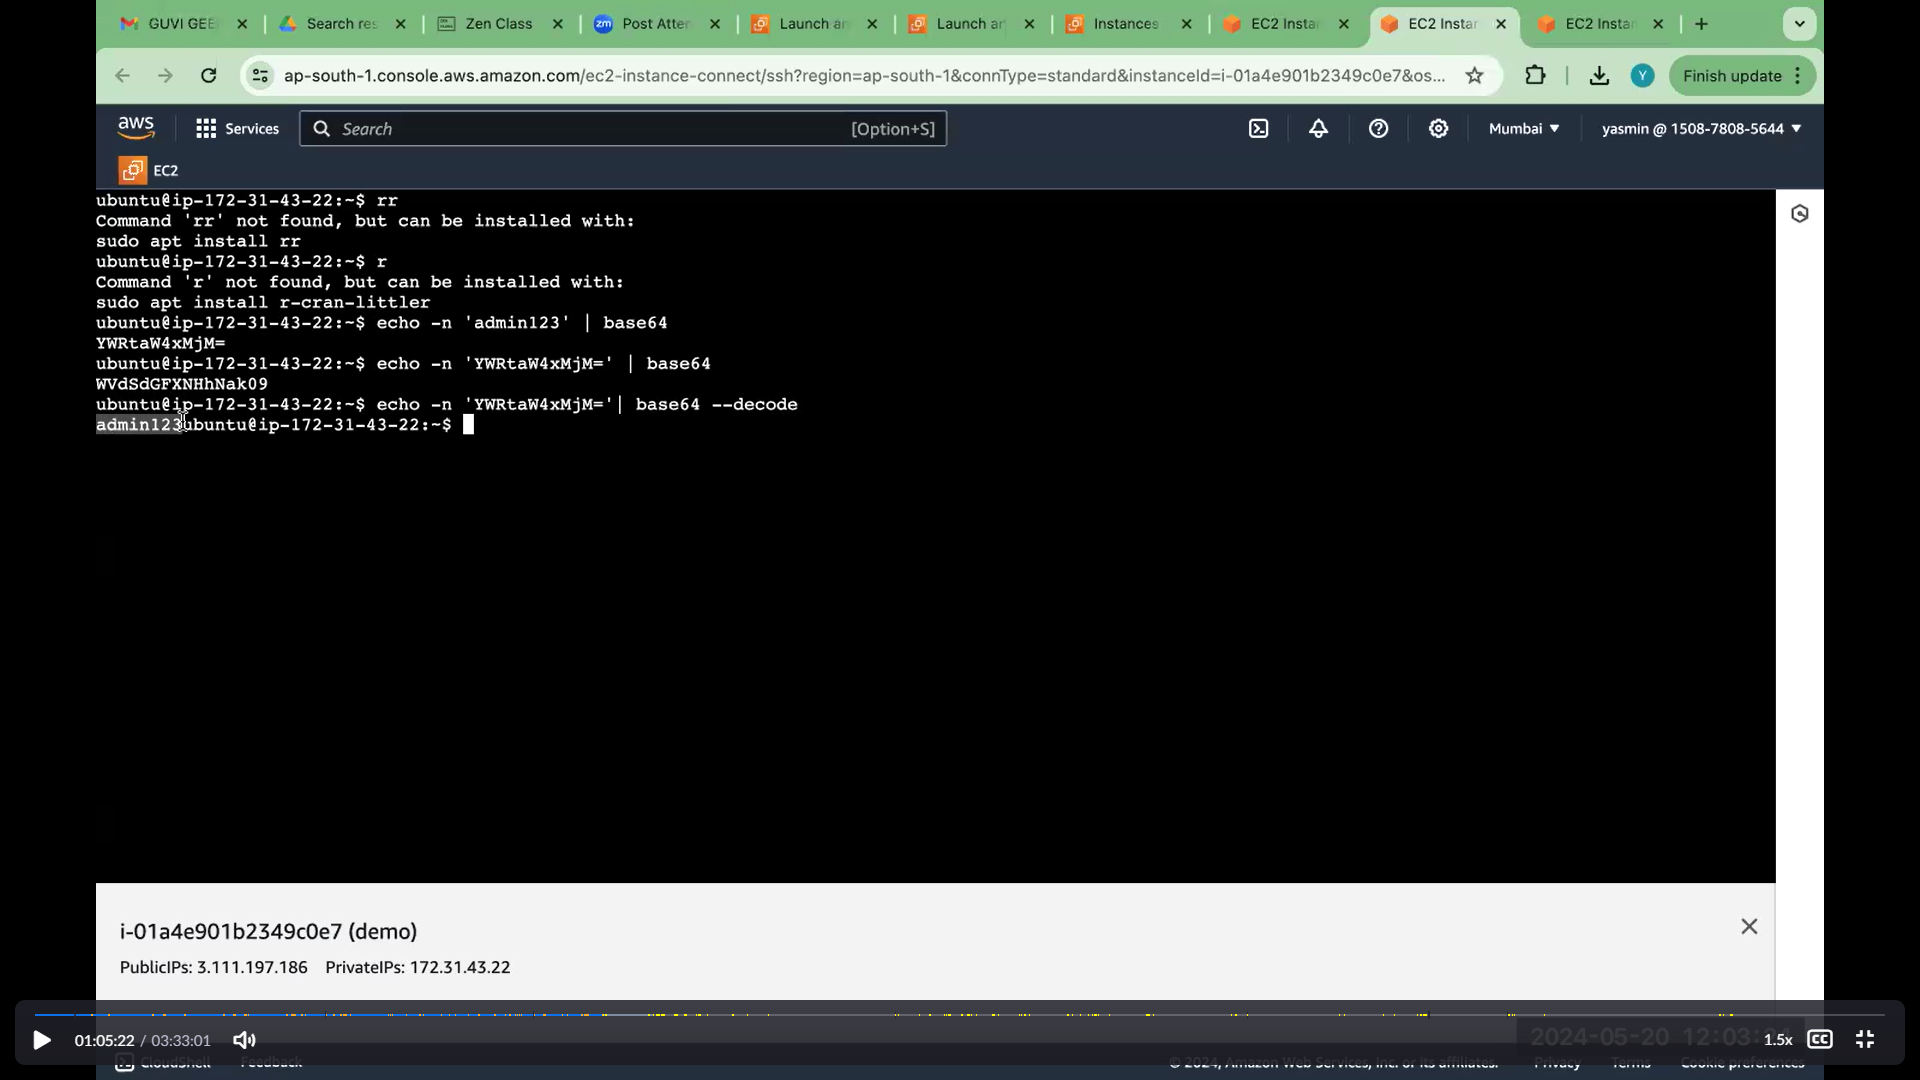 GUVI GEE
Search res
Zen Class
zm
Post Atten
Launch an
Launch an
Instances
EC2 Instan
EC2 Instan
EC2 Instan
ap-south-1.console.aws.amazon.com/ec2-instance-connect/ssh?region=ap-south-1&connType=standard&instanceId=i-01a4e901b2349c0e7&os...
Y
Finish update
aws
Services
Search
[Option+S]
Mumbai
yasmin @ 1508-7808-5644
EC2
ubuntu@ip-172-31-43-22:~$ rr
Command 'rr' not found, but can be installed with:
sudo apt install rr
ubuntu@ip-172-31-43-22:~$ r
Command 'r' not found, but can be installed with:
sudo apt install r-cran-littler
ubuntu@ip-172-31-43-22:~$ echo -n 'admin123' | base64
YWRtaW4xMjM=
ubuntu@ip-172-31-43-22:~$ echo -n 'YWRtaW4xMjM=' | base64
WVdSdGFXNHhNak09
ubuntu@ip-172-31-43-22:~$ echo -n 'YWRtaW4xMjM='| base64 --decode
admin123ubuntu@ip-172-31-43-22:~$
i-01a4e901b2349c0e7 (demo)
PublicIPs: 3.111.197.186 PrivateIPs: 172.31.43.22
01:05:22 / 03:33:01
2024-05-20 12:03:
1.5x
CC
CloudShell
Feedback
© 2024, Amazon Web Services, Inc. or its affiliates.
Privacy
Terms
Cookie preferences